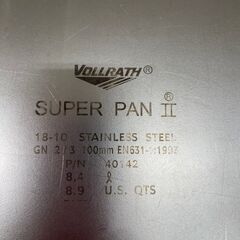 VOLLRATH®
SUPER PAN II®
18-10 STAINLESS STEEL
GN 2/3 100mm EN631-1:1993
P/N 40142
8,4 ℓ
8.9 U.S. QTS